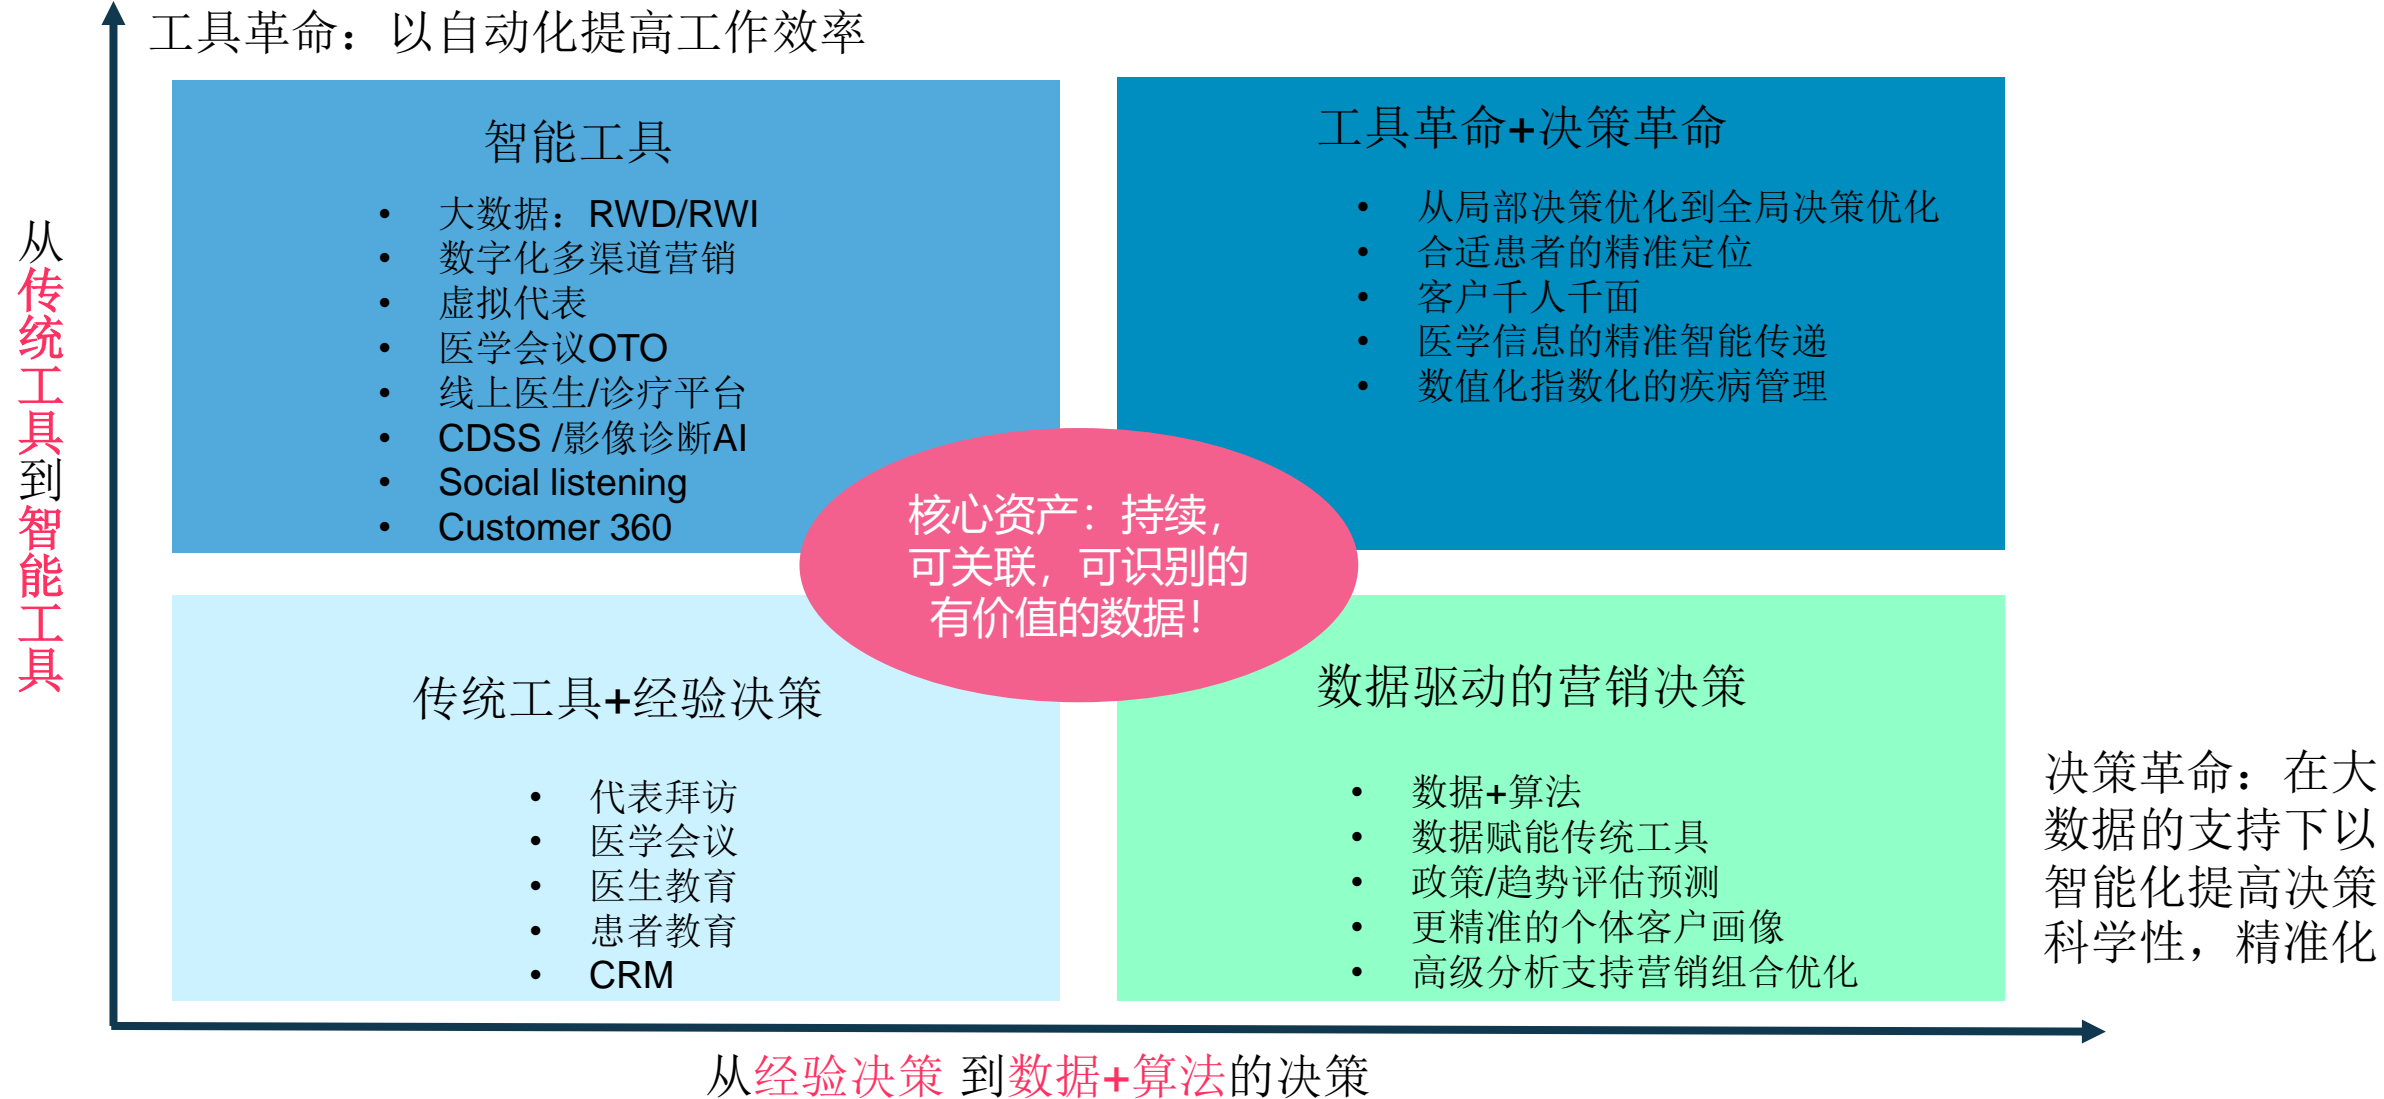 工具革命：以自动化提高工作效率
从传统工具到智能工具
智能工具
• 大数据：RWD/RWI
• 数字化多渠道营销
• 虚拟代表
• 医学会议OTO
• 线上医生/诊疗平台
• CDSS /影像诊断AI
• Social listening
• Customer 360
工具革命+决策革命
• 从局部决策优化到全局决策优化
• 合适患者的精准定位
• 客户千人千面
• 医学信息的精准智能传递
• 数值化指数化的疾病管理
核心资产：持续，
可关联，可识别的
有价值的数据！
传统工具+经验决策
• 代表拜访
• 医学会议
• 医生教育
• 患者教育
• CRM
数据驱动的营销决策
• 数据+算法
• 数据赋能传统工具
• 政策/趋势评估预测
• 更精准的个体客户画像
• 高级分析支持营销组合优化
决策革命：在大
数据的支持下以
智能化提高决策
科学性，精准化
从经验决策 到数据+算法的决策